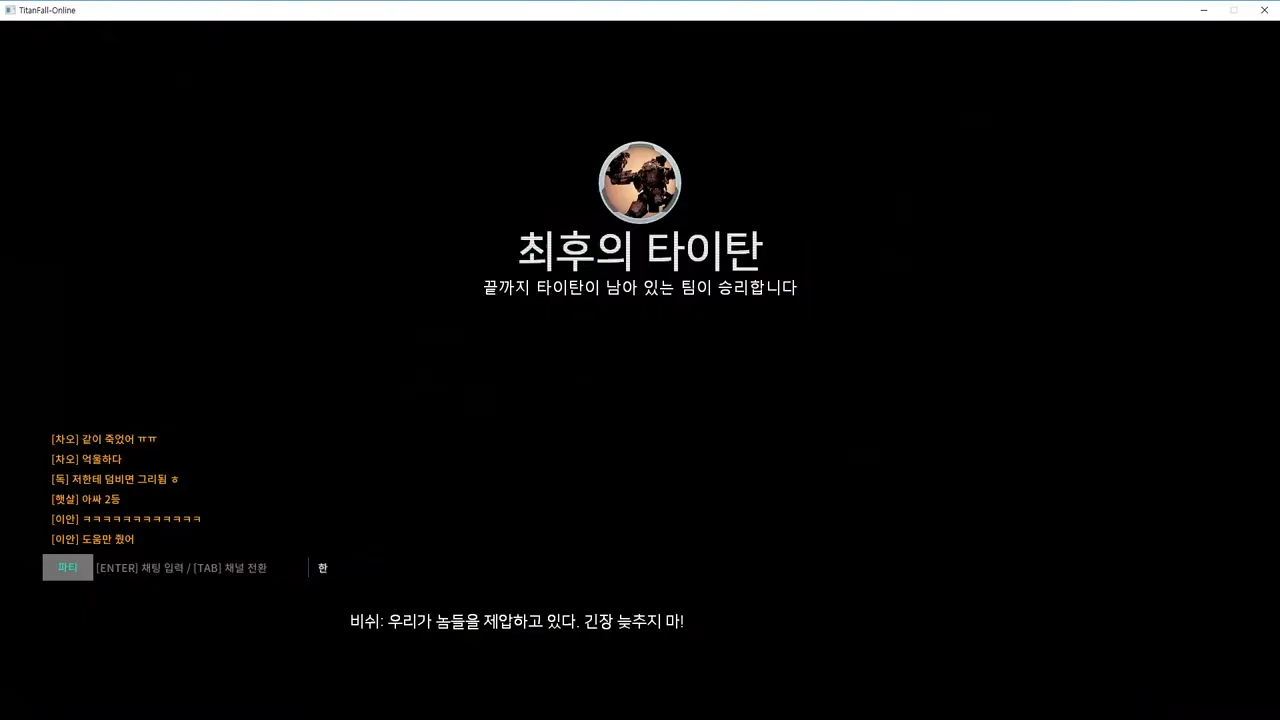 TitanFall-Online
최후의 타이탄
끝까지 타이탄이 남아 있는 팀이 승리합니다
[차오] 같이 죽었어 ㅠㅠ
[차오] 억울하다
[독] 저한테 덤비면 그리됨 ㅎ
[햇살] 아싸 2등
[이안] ㅋㅋㅋㅋㅋㅋㅋㅋㅋㅋㅋㅋ
[이안] 도움만 줬어
파티 [ENTER] 채팅 입력 / [TAB] 채널 전환 한
비쉬: 우리가 놈들을 제압하고 있다. 긴장 늦추지 마!